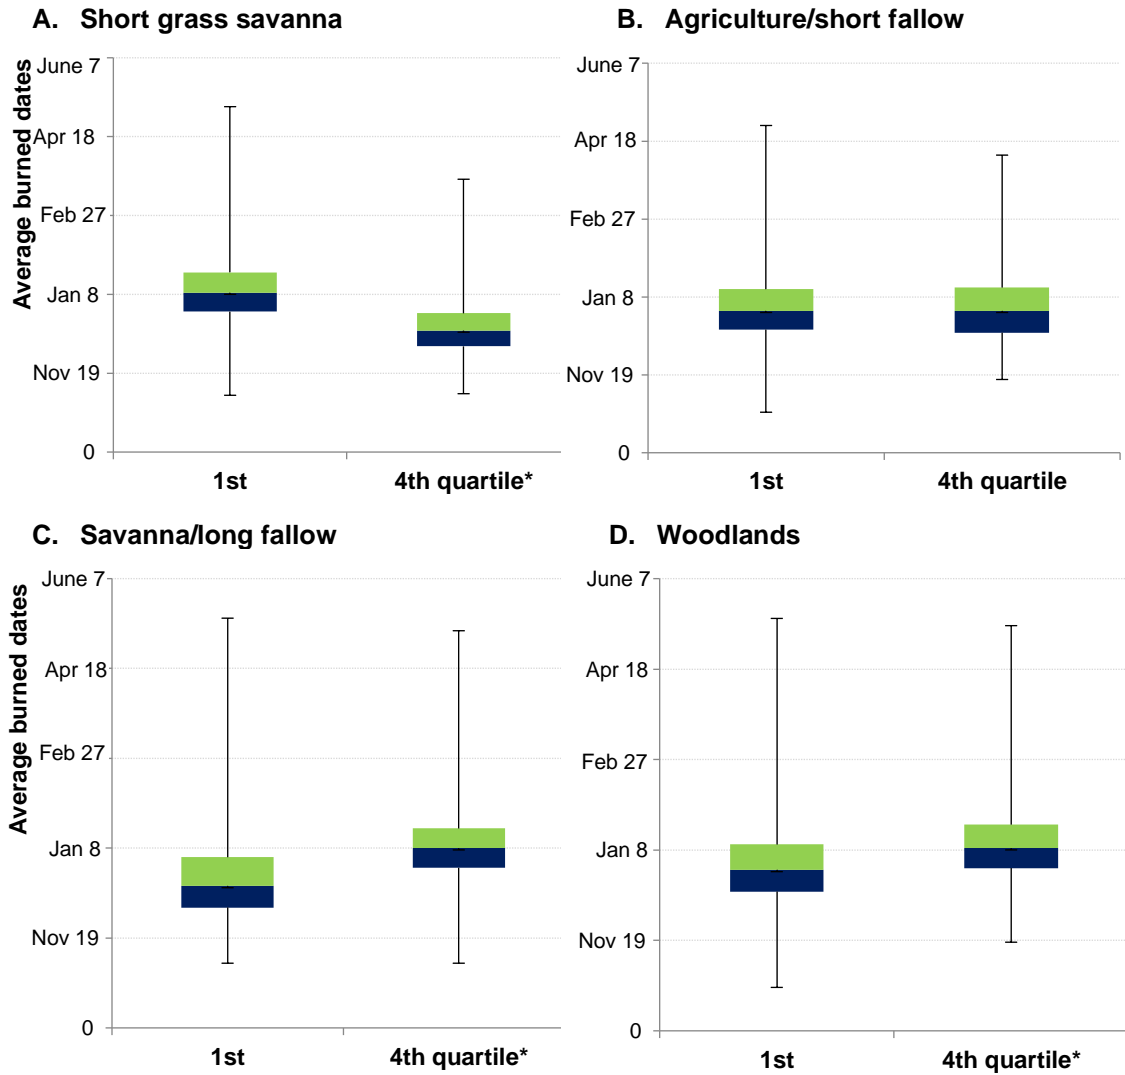 A. Short grass savanna
Average burned dates
June 7
Apr 18
Feb 27
Jan 8
Nov 19
0
1st
4th quartile*
B. Agriculture/short fallow
June 7
Apr 18
Feb 27
Jan 8
Nov 19
0
1st
4th quartile
C. Savanna/long fallow
Average burned dates
June 7
Apr 18
Feb 27
Jan 8
Nov 19
0
1st
4th quartile*
D. Woodlands
June 7
Apr 18
Feb 27
Jan 8
Nov 19
0
1st
4th quartile*